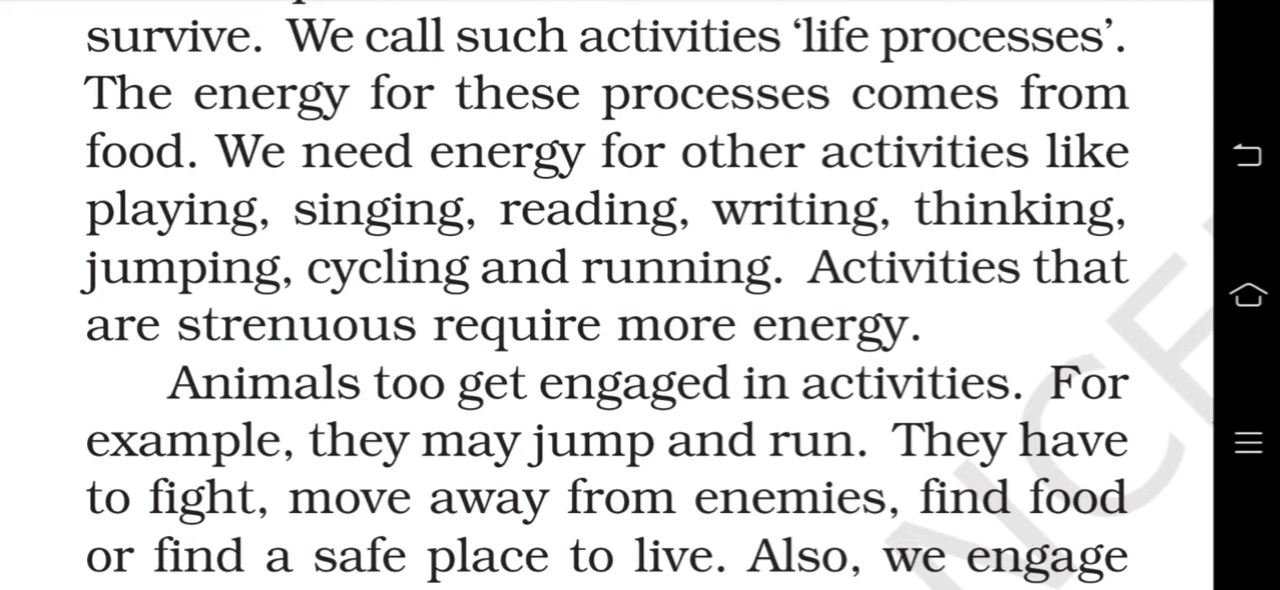 survive. We call such activities ‘life processes’.
The energy for these processes comes from
food. We need energy for other activities like
playing, singing, reading, writing, thinking,
jumping, cycling and running. Activities that
are strenuous require more energy.
Animals too get engaged in activities. For
example, they may jump and run. They have
to fight, move away from enemies, find food
or find a safe place to live. Also, we engage